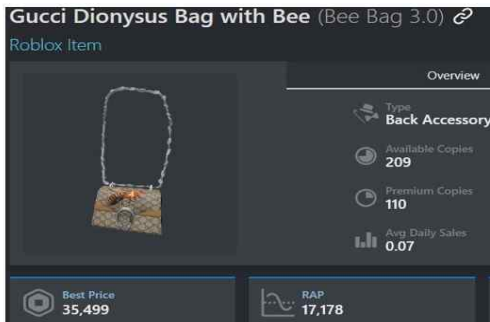 Gucci Dionysus Bag with Bee (Bee Bag 3.0)
Roblox Item
Overview
Type
Back Accessory
Available Copies
209
Premium Copies
110
Avg Daily Sales
0.07
Best Price
35,499
RAP
17,178